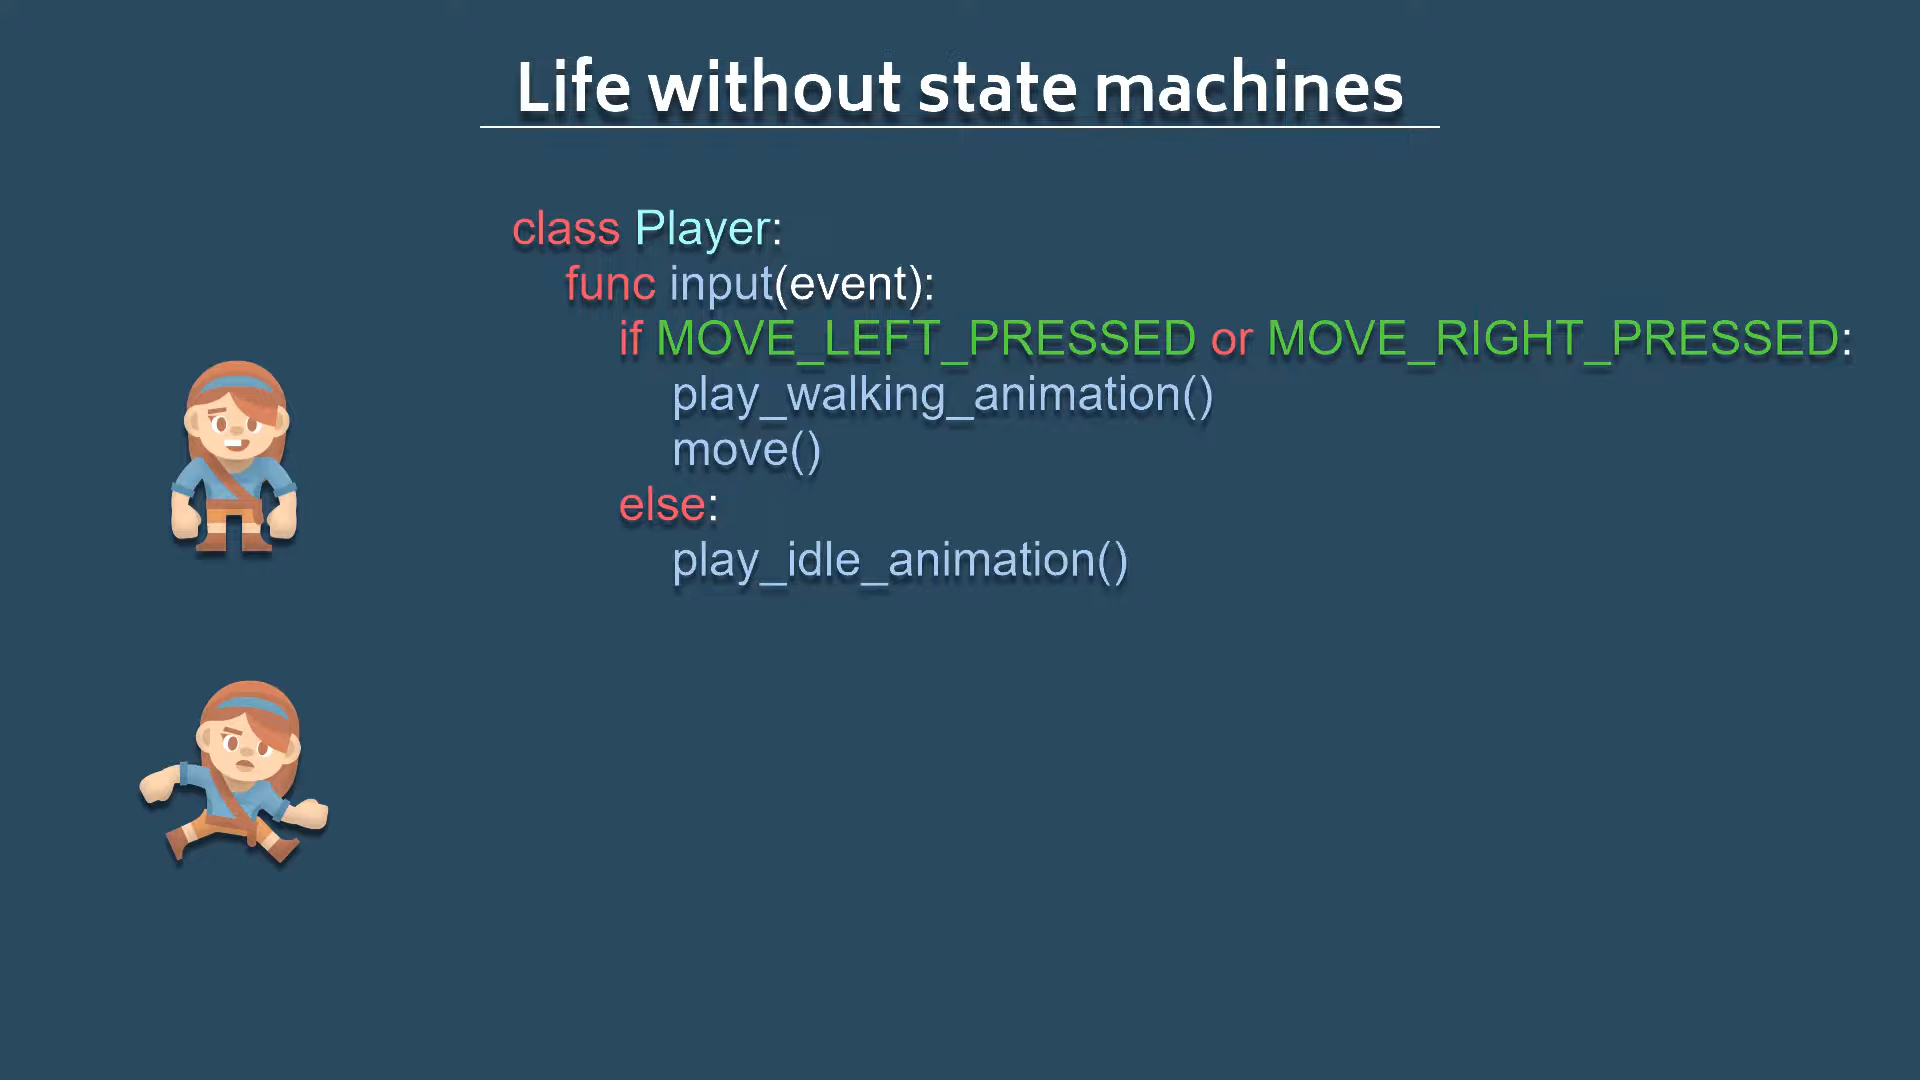 Life without state machines
class Player:
func input(event):
if MOVE_LEFT_PRESSED or MOVE_RIGHT_PRESSED:
play_walking_animation()
move()
else:
play_idle_animation()